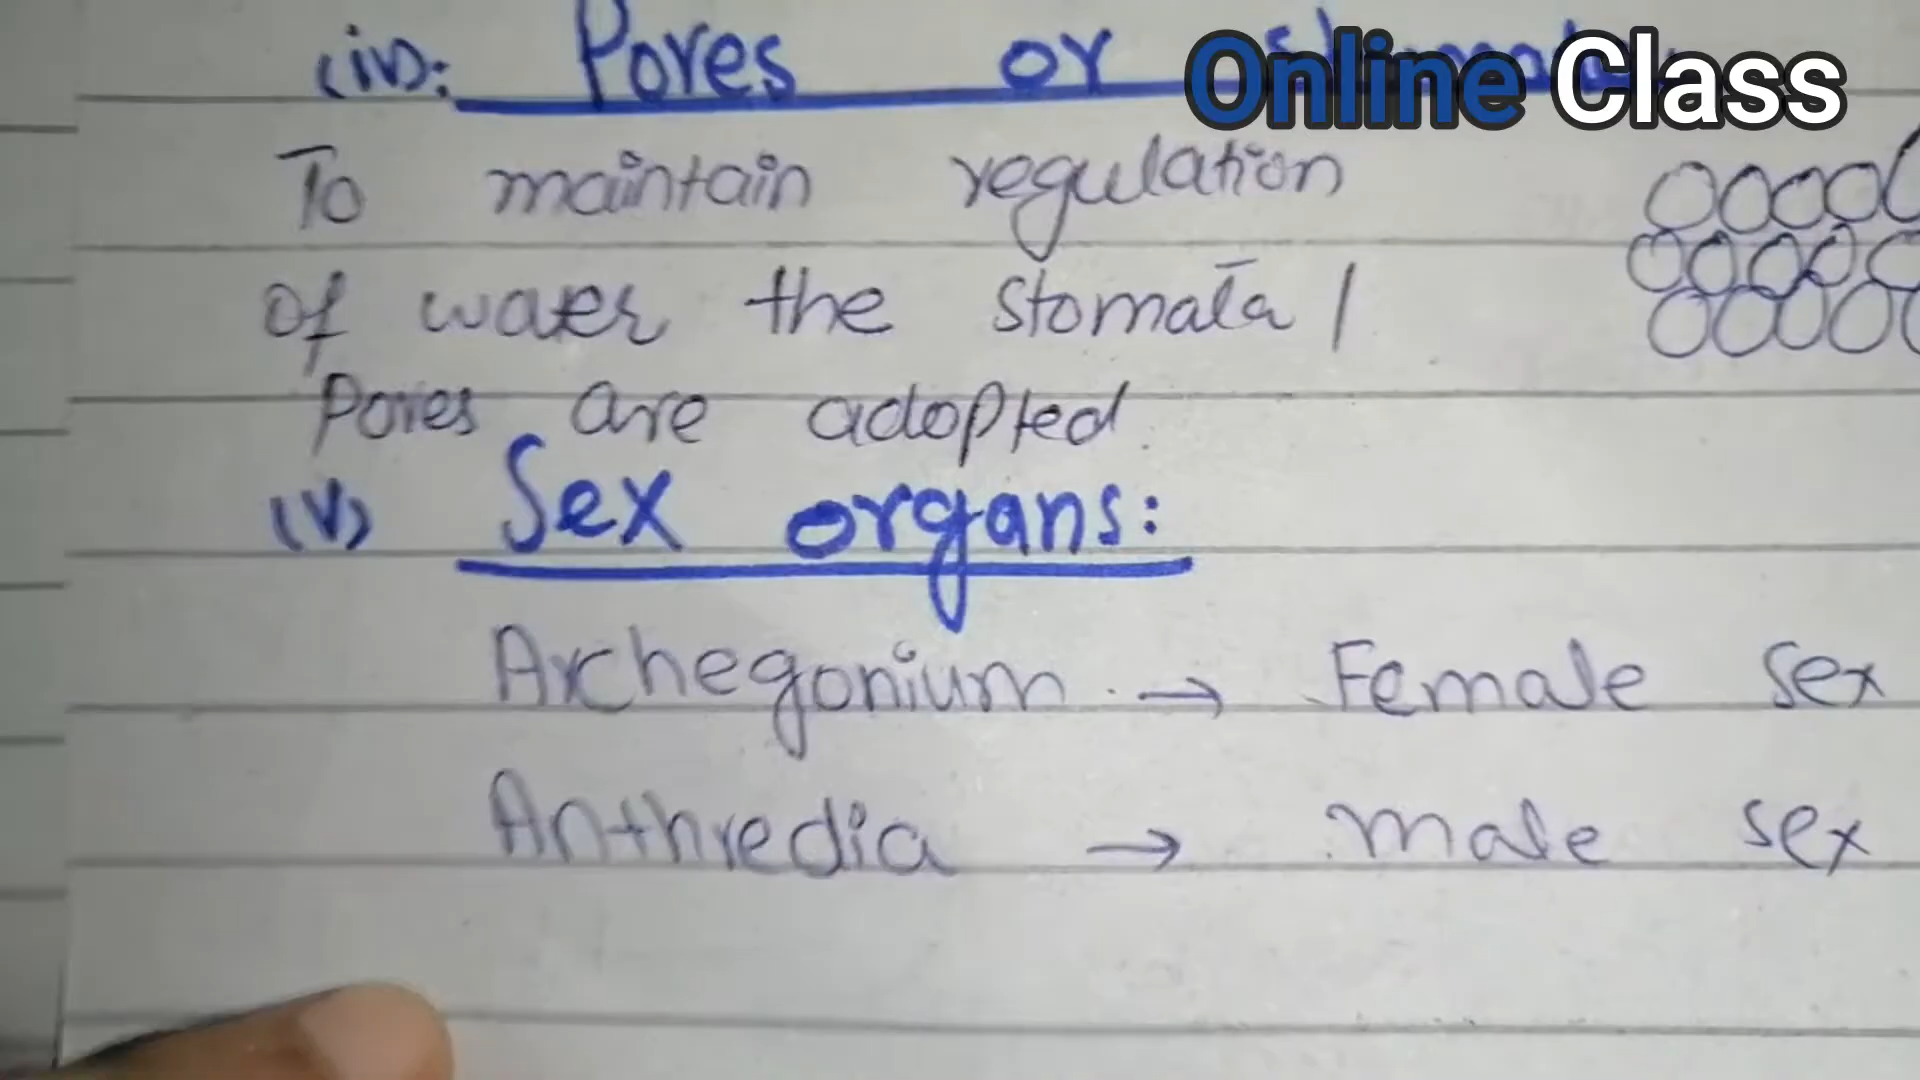 (iv): Pores or
Online Class
To maintain regulation
of water the stomata /
Pores are adopted.
(v) Sex organs:
Archegonium → Female sex
Anthredia → male sex